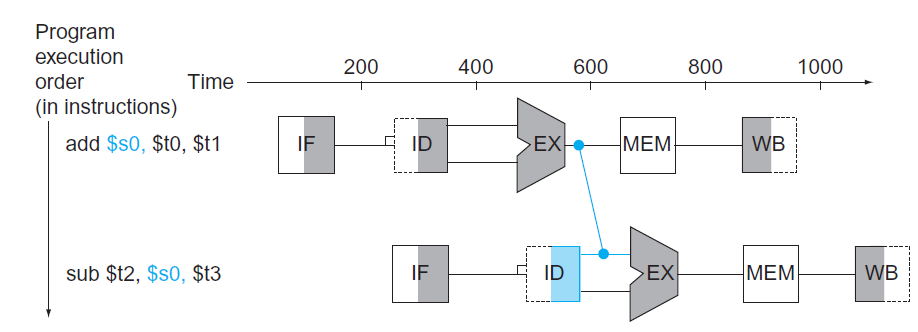 Program
execution
order Time
(in instructions)
200 400 600 800 1000
add $s0, $t0, $t1
IF ID EX MEM WB
sub $t2, $s0, $t3
IF ID EX MEM WB